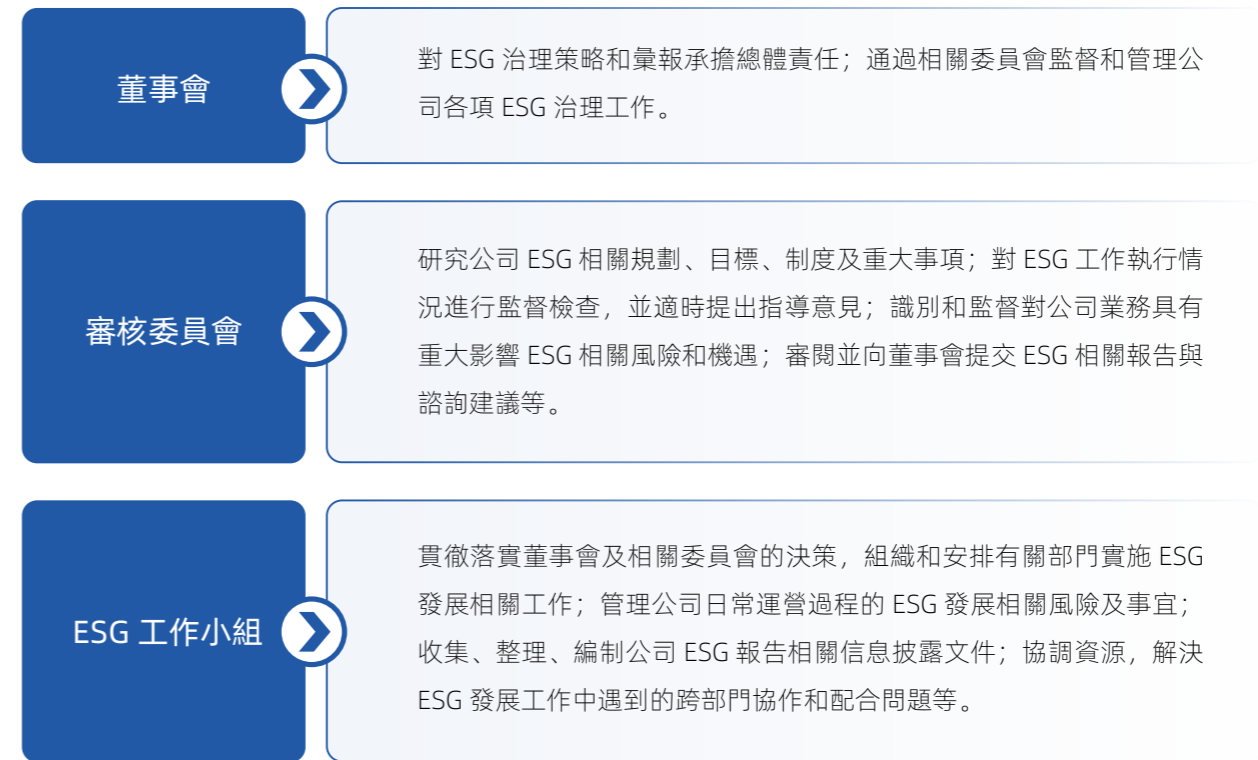 董事會
對 ESG 治理策略和彙報承擔總體責任；通過相關委員會監督和管理公
司各項 ESG 治理工作。
審核委員會
研究公司 ESG 相關規劃、目標、制度及重大事項；對 ESG 工作執行情
況進行監督檢查，並適時提出指導意見；識別和監督對公司業務具有
重大影響 ESG 相關風險和機遇；審閱並向董事會提交 ESG 相關報告與
諮詢建議等。
ESG 工作小組
貫徹落實董事會及相關委員會的決策，組織和安排有關部門實施 ESG
發展相關工作；管理公司日常運營過程的 ESG 發展相關風險及事宜；
收集、整理、編制公司 ESG 報告相關信息披露文件；協調資源，解決
ESG 發展工作中遇到的跨部門協作和配合問題等。